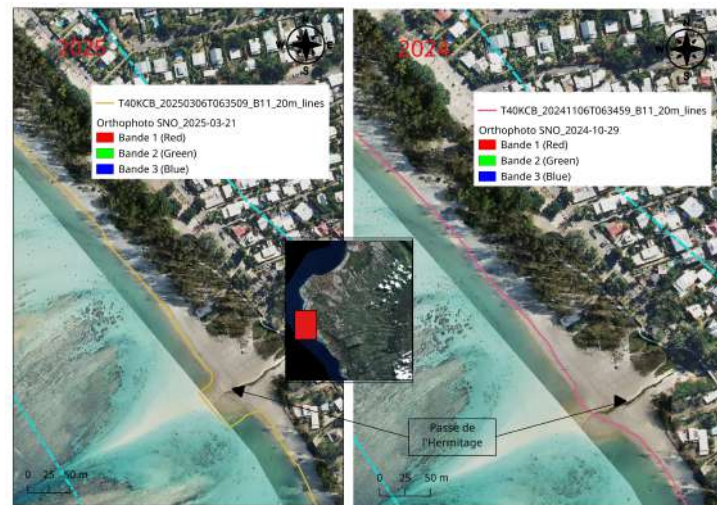 2025
N
W
e
S
T40KCB_20250306T063509_B11_20m_lines
Orthophoto SNO_2025-03-21
Bande 1 (Red)
Bande 2 (Green)
Bande 3 (Blue)
0 25 50 m
2024
N
W
e
S
T40KCB_20241106T063459_B11_20m_lines
Orthophoto SNO_2024-10-29
Bande 1 (Red)
Bande 2 (Green)
Bande 3 (Blue)
Passe de
l'Hermitage
0 25 50 m